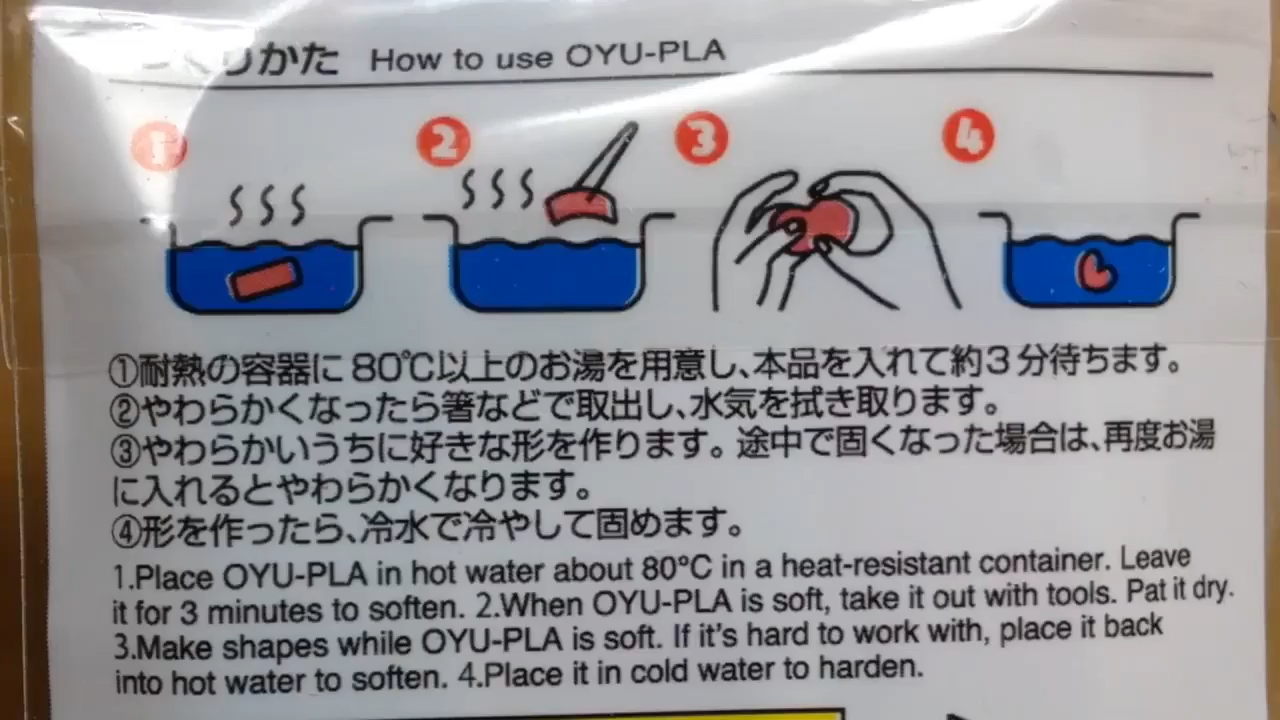 くりかた How to use OYU-PLA
1 2 3 4
①耐熱の容器に80℃以上のお湯を用意し、本品を入れて約3分待ちます。
②やわらかくなったら箸などで取出し、水気を拭き取ります。
③やわらかいうちに好きな形を作ります。途中で固くなった場合は、再度お湯
に入れるとやわらかくなります。
④形を作ったら、冷水で冷やして固めます。
1.Place OYU-PLA in hot water about 80°C in a heat-resistant container. Leave
it for 3 minutes to soften. 2.When OYU-PLA is soft, take it out with tools. Pat it dry.
3.Make shapes while OYU-PLA is soft. If it's hard to work with, place it back
into hot water to soften. 4.Place it in cold water to harden.